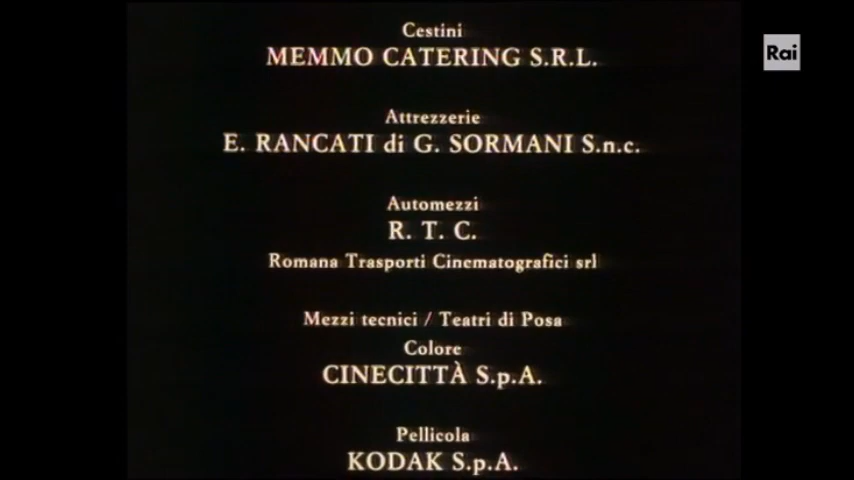 Cestini
MEMMO CATERING S.R.L.
Rai
Attrezzerie
E. RANCATI di G. SORMANI S.n.c.
Automezzi
R. T. C.
Romana Trasporti Cinematografici srl
Mezzi tecnici / Teatri di Posa
Colore
CINECITTÀ S.p.A.
Pellicola
KODAK S.p.A.